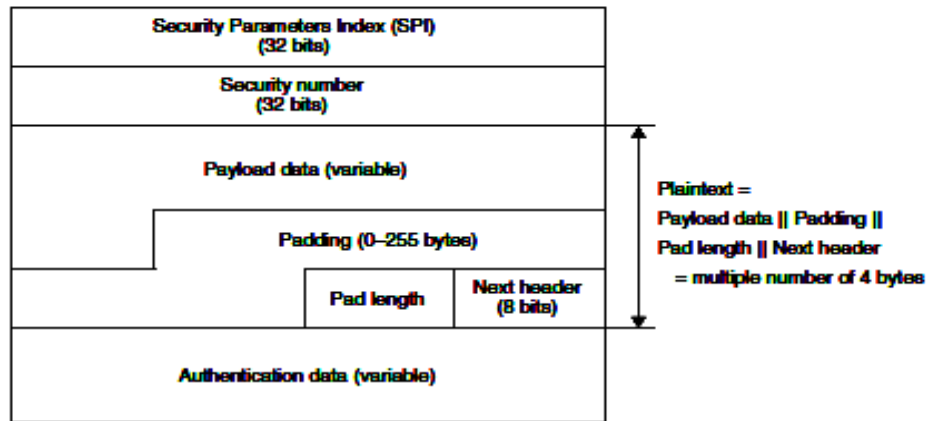 Security Parameters Index (SPI)
(32 bits)
Security number
(32 bits)
Payload data (variable)
Padding (0–255 bytes)
Pad length
Next header
(8 bits)
Authentication data (variable)
Plaintext =
Payload data || Padding ||
Pad length || Next header
= multiple number of 4 bytes